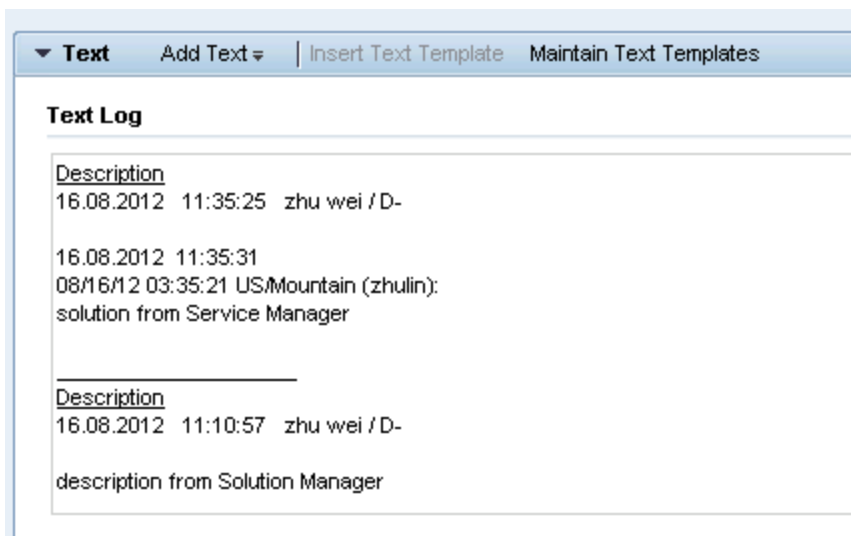 Text Add Text Insert Text Template Maintain Text Templates
Text Log
Description
16.08.2012 11:35:25 zhu wei / D-
16.08.2012 11:35:31
08/16/12 03:35:21 US/Mountain (zhulin):
solution from Service Manager
Description
16.08.2012 11:10:57 zhu wei / D-
description from Solution Manager